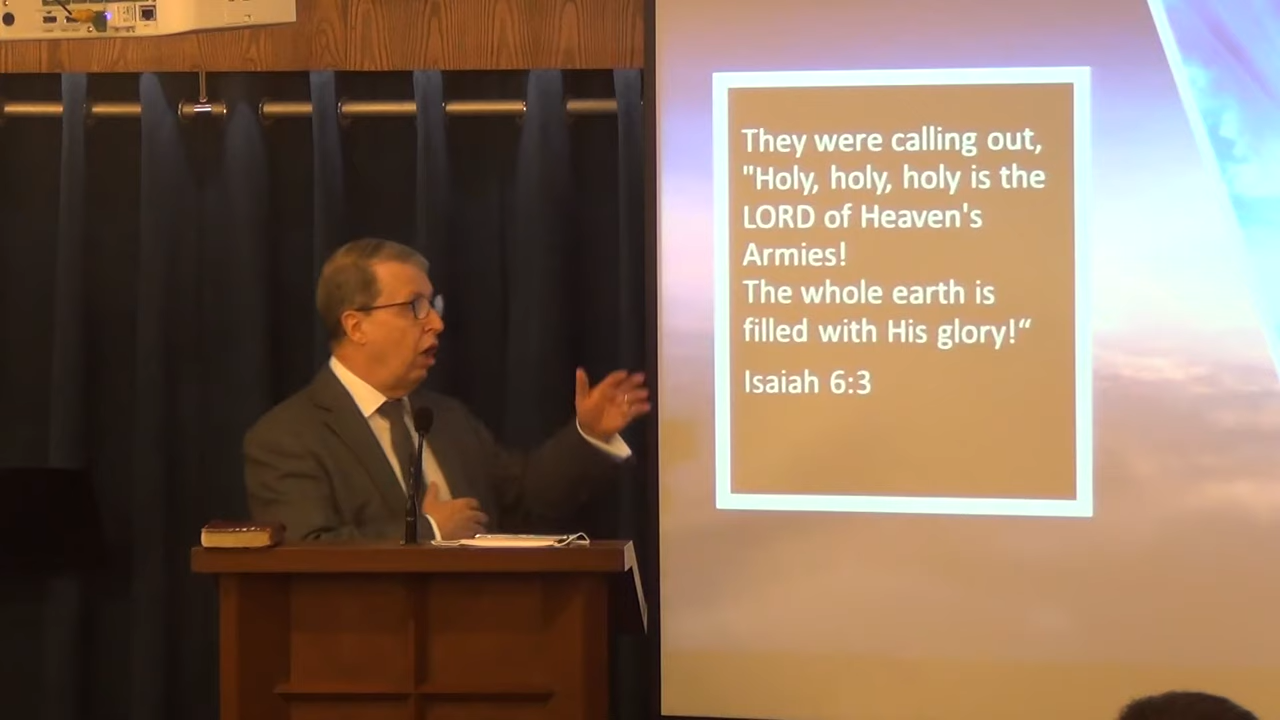 They were calling out,
"Holy, holy, holy is the
LORD of Heaven's
Armies!
The whole earth is
filled with His glory!“
Isaiah 6:3